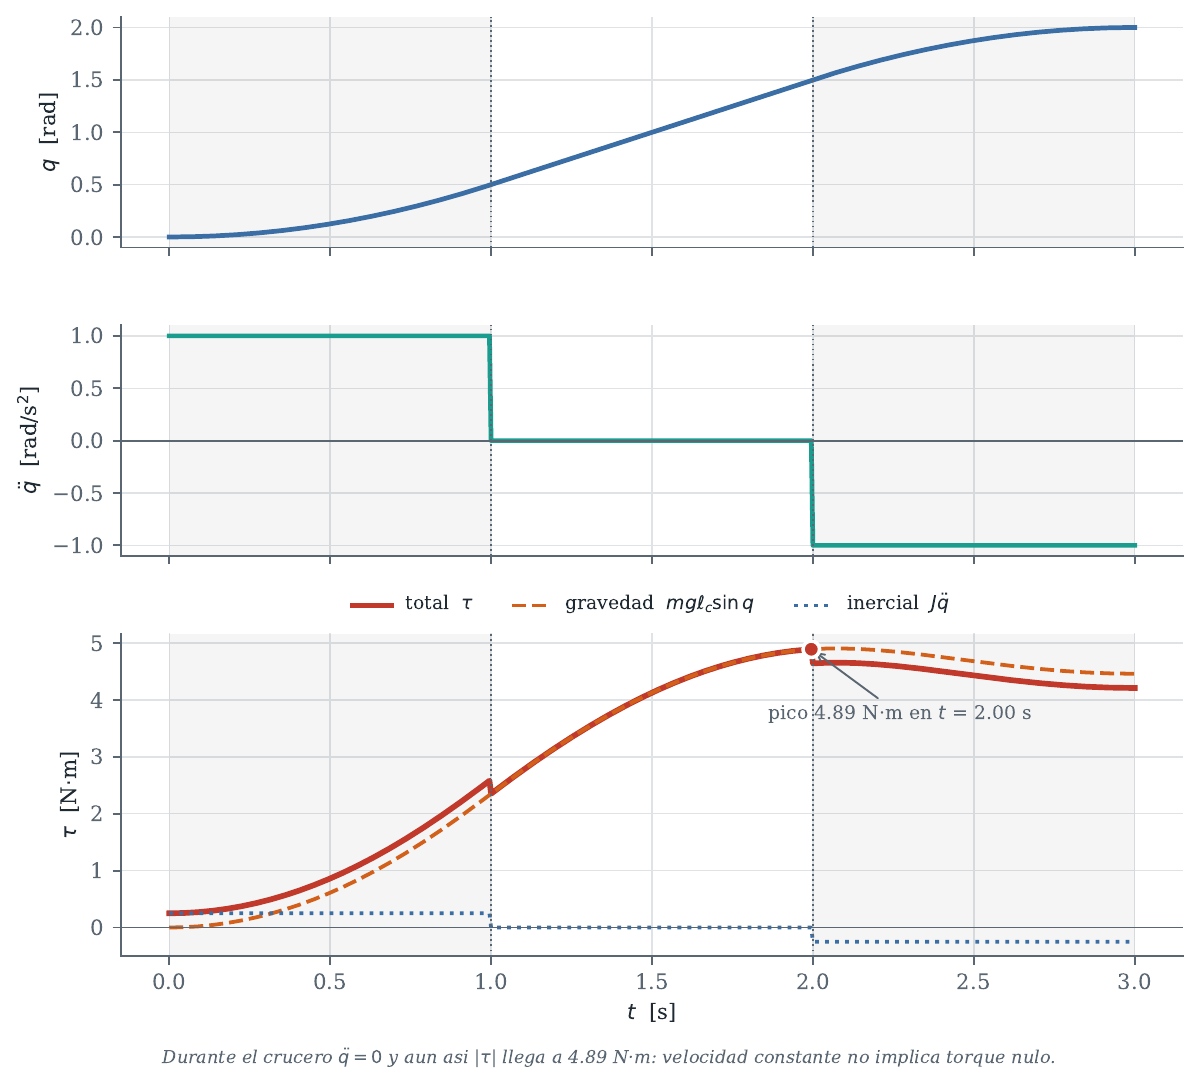 2.0
1.5
1.0
0.5
0.0
q [rad]
1.0
0.5
0.0
−0.5
−1.0
q̈ [rad/s²]
total τ
gravedad mgℓ_c sin q
inercial Jq̈
5
4
3
2
1
0
τ [N·m]
pico 4.89 N·m en t = 2.00 s
0.0 0.5 1.0 1.5 2.0 2.5 3.0
t [s]
Durante el crucero q̈ = 0 y aun asi |τ| llega a 4.89 N·m: velocidad constante no implica torque nulo.